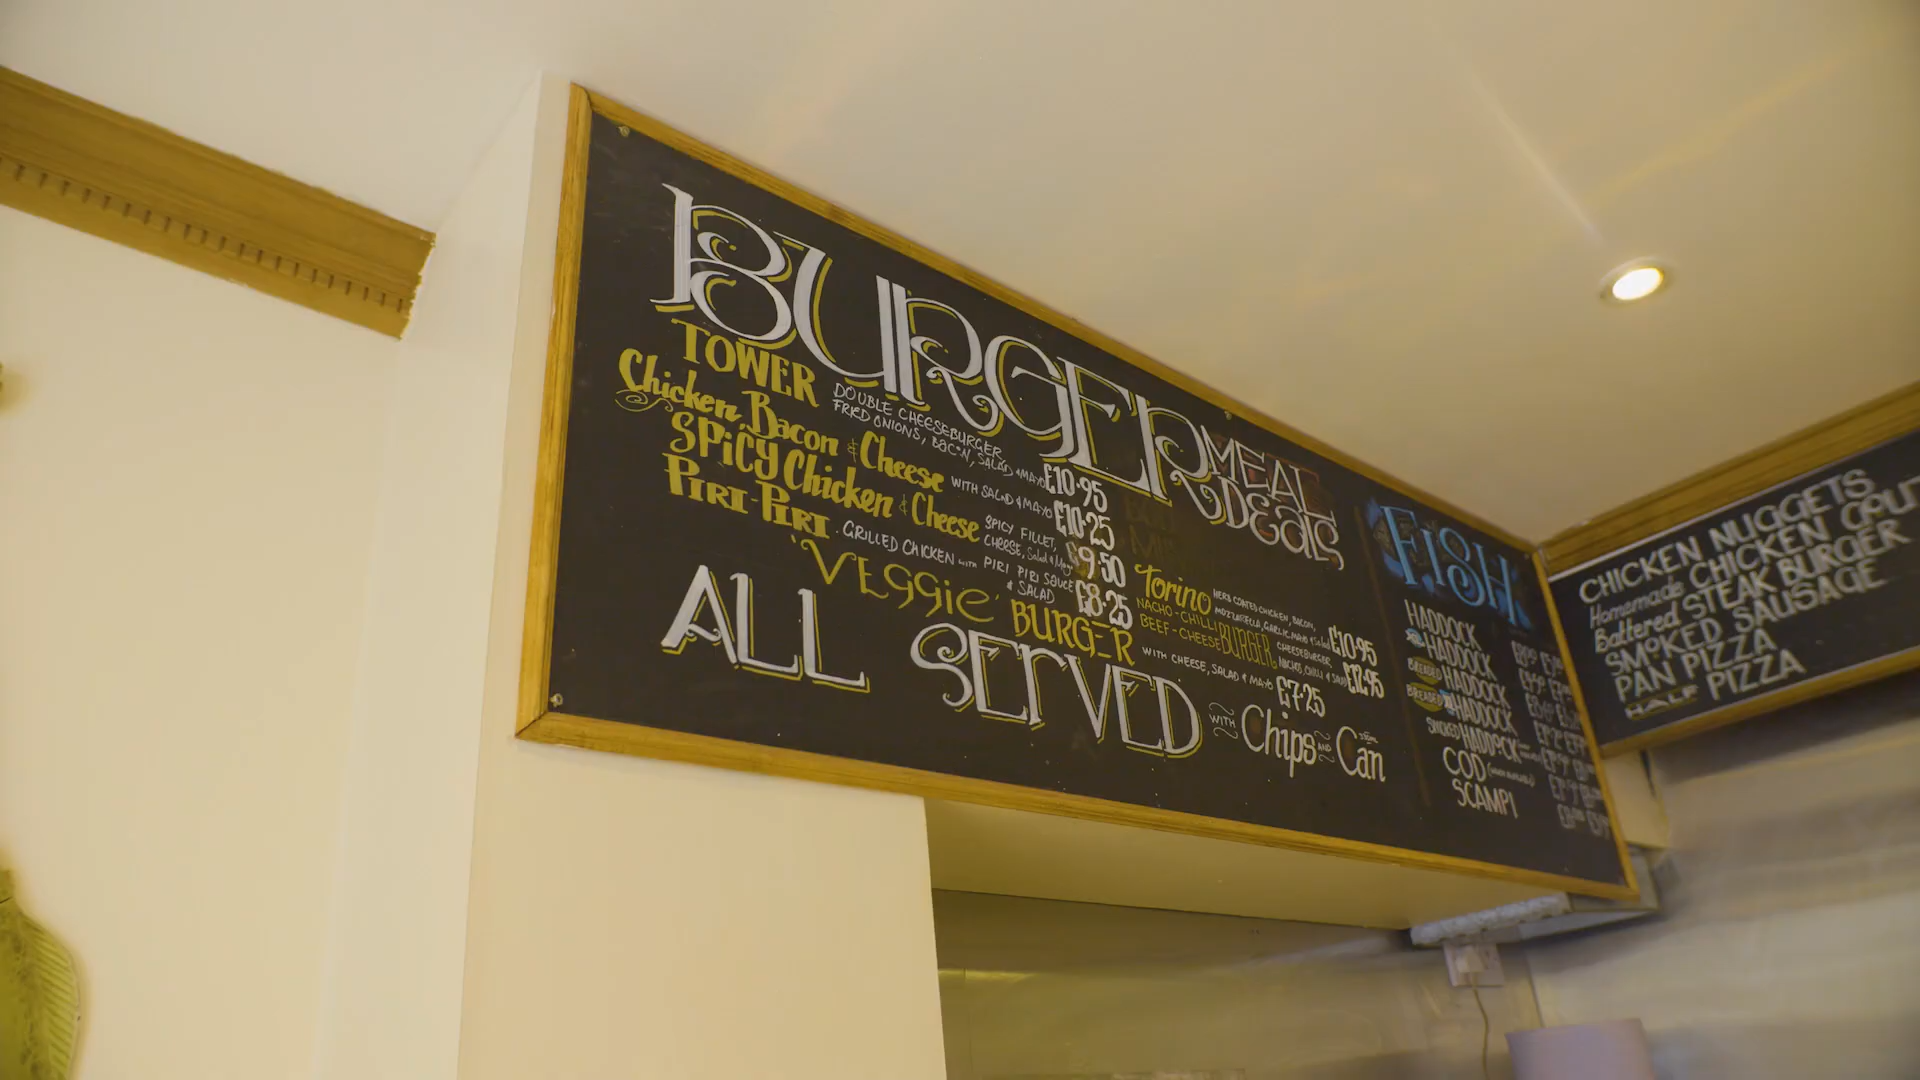 BURGER MEAL DEALS
TOWER DOUBLE CHEESEBURGER
FRIED ONIONS, BACON, SALAD & MAYO £10·95
Chicken, Bacon & Cheese WITH SALAD & MAYO £10·25
SPiCY Chicken & Cheese SPICY FILLET,
CHEESE, Salad & Mayo £9·50
PIRI-PIRI · GRILLED CHICKEN WITH PIRI PIRI SAUCE
& SALAD £8·25
Torino HERB COATED CHICKEN, BACON,
MOZZARELLA, GARLIC MAYO & Salad £10·95
NACHO-CHILLI
BEEF-CHEESE BURGER CHEESEBURGER,
NACHOS, CHILLI & SALAD £12·95
'VEGGiE' BURGER WITH CHEESE, SALAD & MAYO £7·25
ALL SERVED WITH Chips AND Can
FISH
HADDOCK
HADDOCK
BREADED HADDOCK
BREADED HADDOCK
SMOKED HADDOCK
COD
SCAMPI
CHICKEN NUGGETS
Homemade CHICKEN
Battered STEAK BURGER
SMOKED SAUSAGE
PAN PIZZA
HALF PIZZA